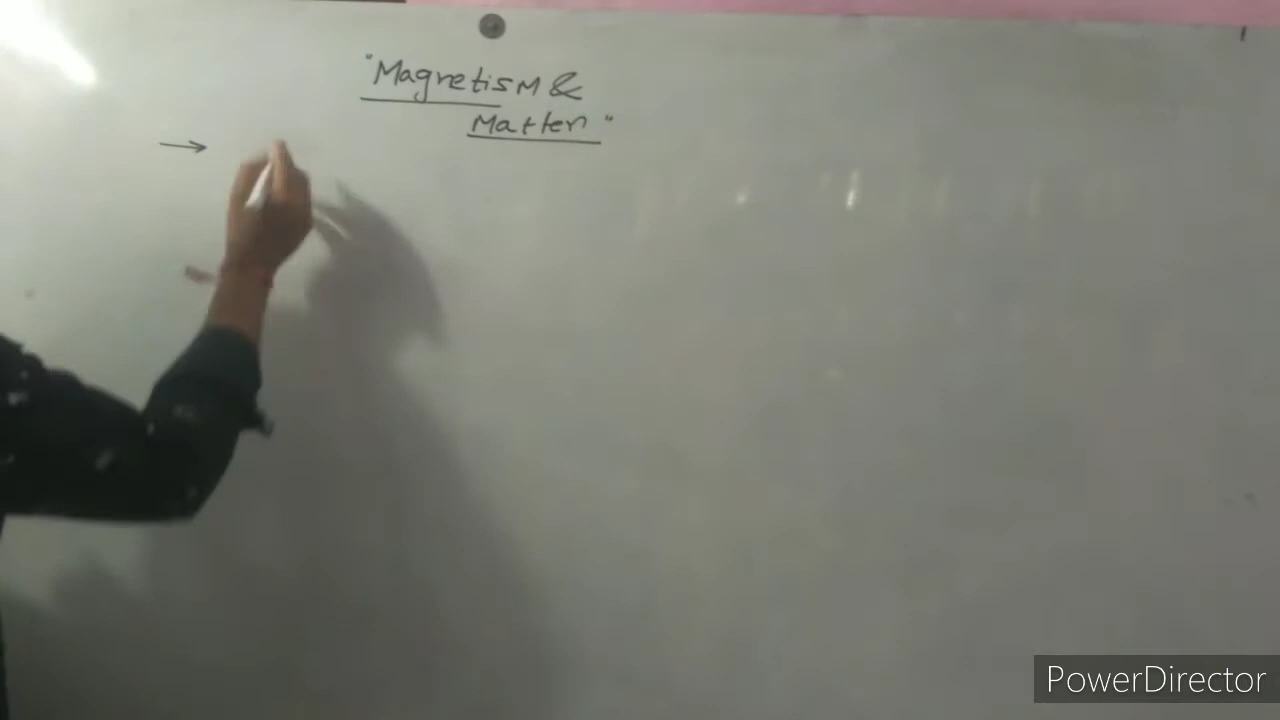 "Magnetism &
Matter"
→
PowerDirector